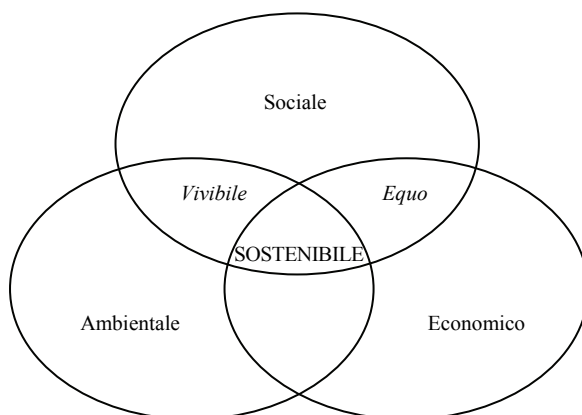 Sociale
Vivibile
Equo
SOSTENIBILE
Ambientale
Economico